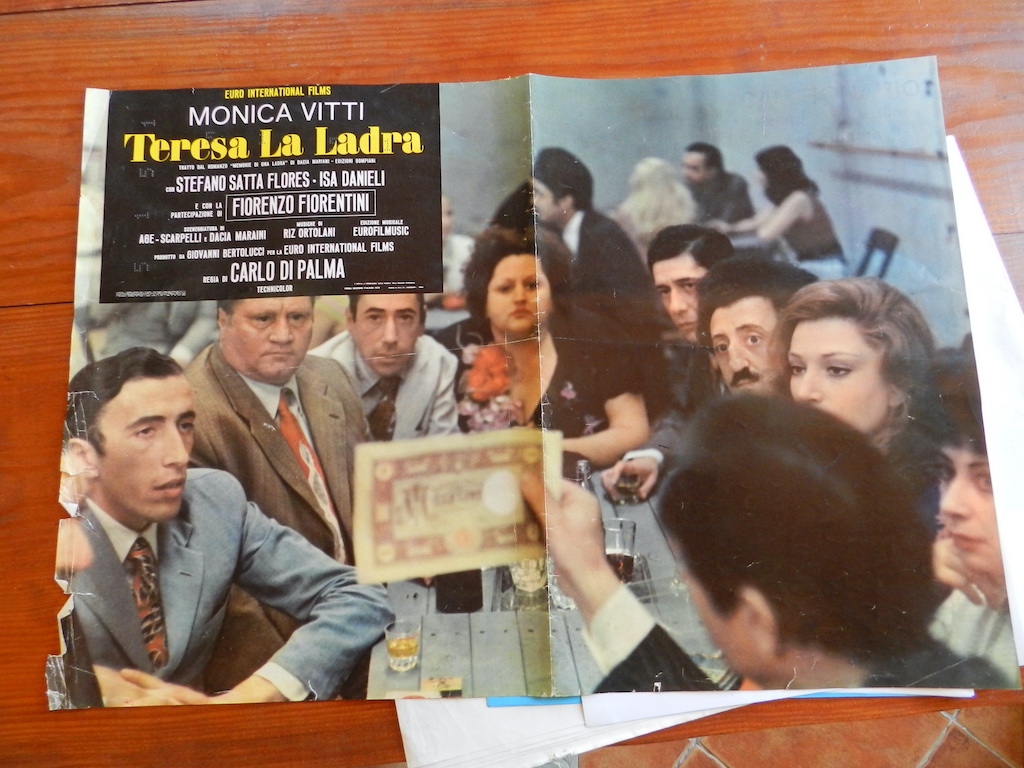 EURO INTERNATIONAL FILMS
MONICA VITTI
Teresa La Ladra
TRATTO DAL ROMANZO "MEMORIE DI UNA LADRA" DI DACIA MARAINI - EDIZIONI BOMPIANI
CON STEFANO SATTA FLORES - ISA DANIELI
E CON LA PARTECIPAZIONE DI FIORENZO FIORENTINI
SCENEGGIATURA DI AGE - SCARPELLI E DACIA MARAINI
MUSICHE DI RIZ ORTOLANI
EDIZIONE MUSICALE EUROFILMUSIC
PRODOTTO DA GIOVANNI BERTOLUCCI PER LA EURO INTERNATIONAL FILMS
REGIA DI CARLO DI PALMA
TECHNICOLOR